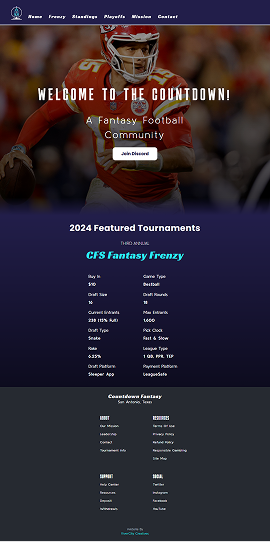 Home Frenzy Standings Playoffs Mission Contact
WELCOME TO THE COUNTDOWN!
A Fantasy Football
Community
Join Discord
2024 Featured Tournaments
THIRD ANNUAL
CFS Fantasy Frenzy
Buy In Game Type
$10 Bestball
Draft Size Draft Rounds
16 18
Current Entrants Max Entrants
238 (15% Full) 1,600
Draft Type Pick Clock
Snake Fast & Slow
Rake League Type
6.25% 1 QB, PPR, TEP
Draft Platform Payment Platform
Sleeper App LeagueSafe
Countdown Fantasy
San Antonio, Texas
ABOUT RESOURCES
Our Mission Terms Of Use
Leadership Privacy Policy
Contact Refund Policy
Tournament Info Responsible Gambling
Site Map
SUPPORT SOCIAL
Help Center Twitter
Resources Instagram
Deposit Facebook
Withdrawals YouTube
Website By